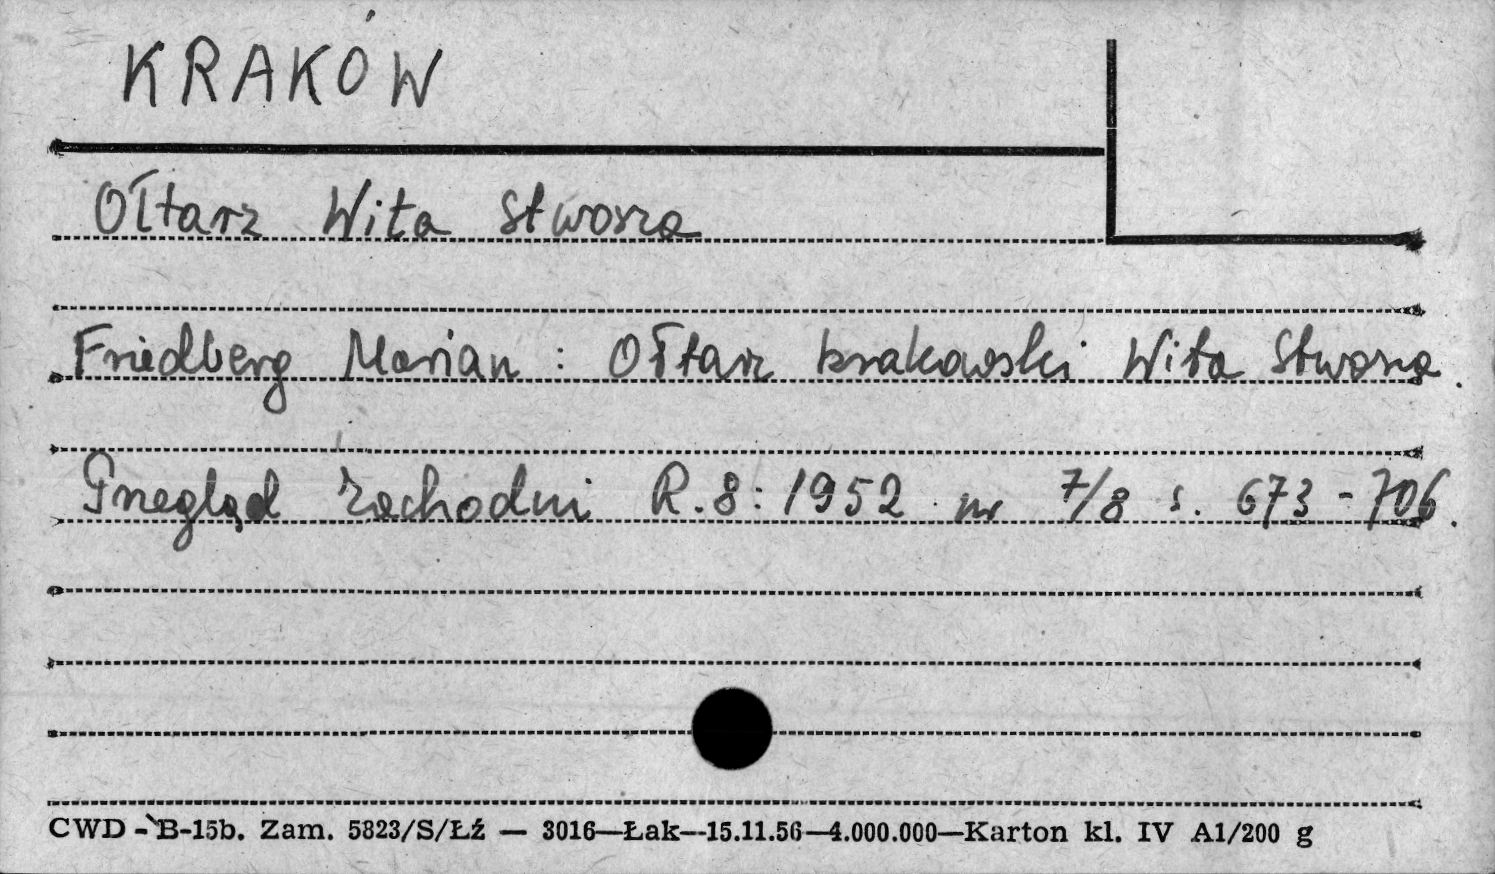 KRAKÓW
Ołtarz Wita Stwosza
Friedberg Marian : Ołtarz krakowski Wita Stwosza.
Przegląd Zachodni R.8: 1952 nr 7/8 s. 673-706.
CWD - B-15b. Zam. 5823/S/Łź — 3016—Łak—15.11.56—4.000.000—Karton kl. IV A1/200 g